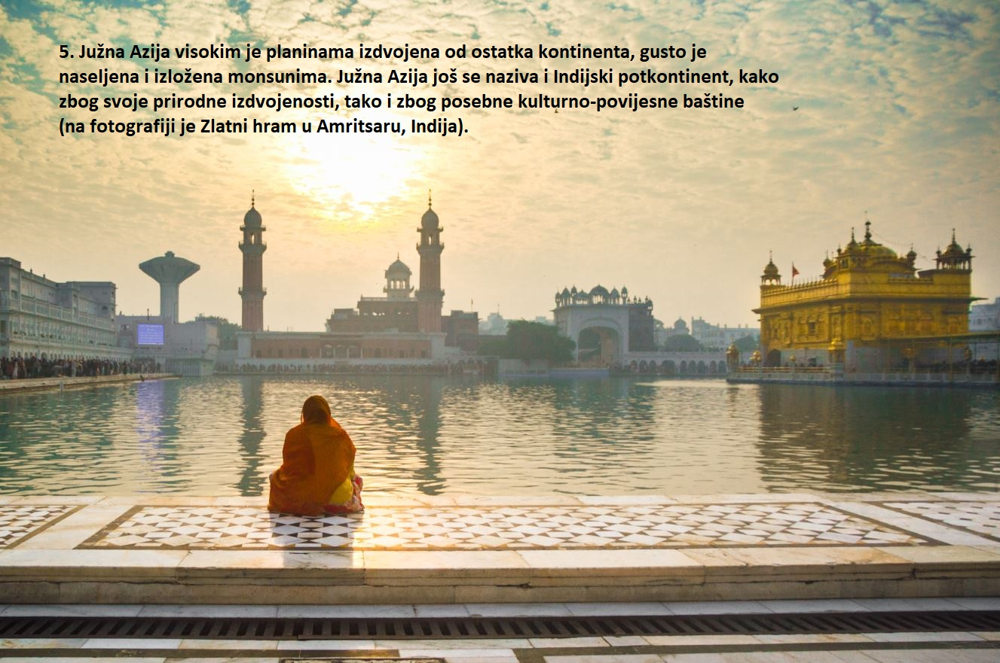 5. Južna Azija visokim je planinama izdvojena od ostatka kontinenta, gusto je
naseljena i izložena monsunima. Južna Azija još se naziva i Indijski potkontinent, kako
zbog svoje prirodne izdvojenosti, tako i zbog posebne kulturno-povijesne baštine
(na fotografiji je Zlatni hram u Amritsaru, Indija).